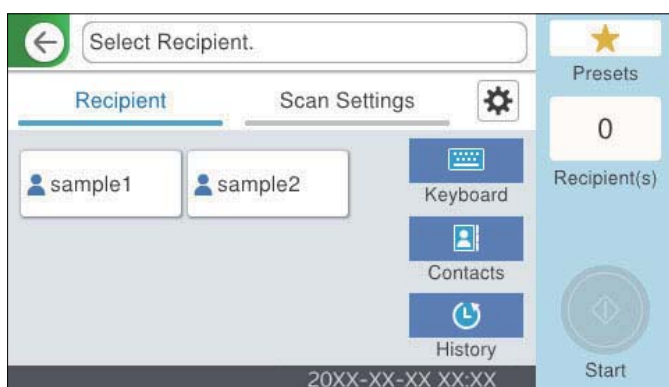 Select Recipient.
Presets
Recipient
Scan Settings
0
Recipient(s)
sample1
sample2
Keyboard
Contacts
History
Start
20XX-XX-XX XX:XX